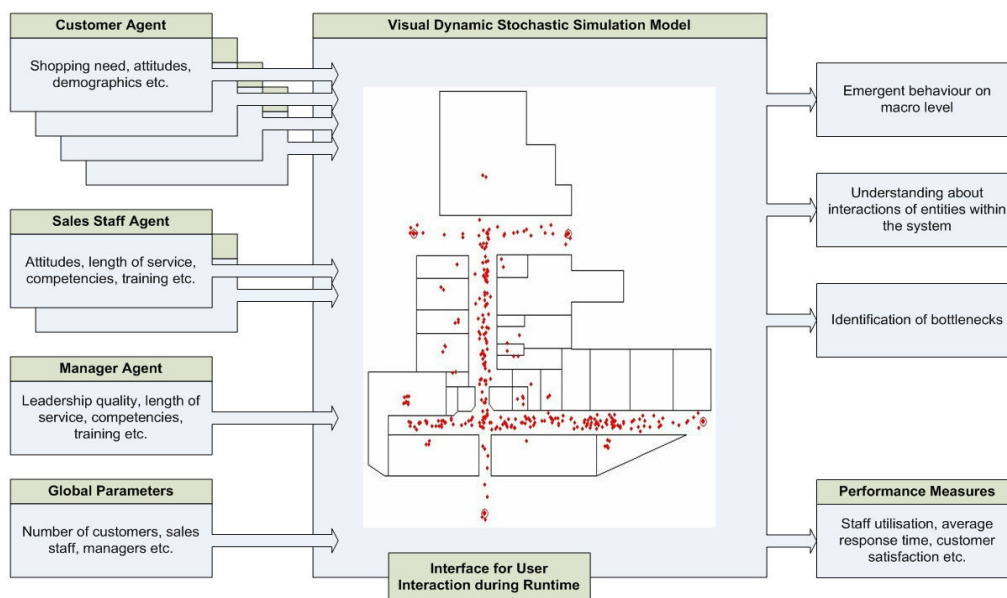 Customer Agent
Shopping need, attitudes,
demographics etc.
Sales Staff Agent
Attitudes, length of service,
competencies, training etc.
Manager Agent
Leadership quality, length of
service, competencies,
training etc.
Global Parameters
Number of customers, sales
staff, managers etc.
Visual Dynamic Stochastic Simulation Model
Interface for User
Interaction during Runtime
Emergent behaviour on
macro level
Understanding about
interactions of entities within
the system
Identification of bottlenecks
Performance Measures
Staff utilisation, average
response time, customer
satisfaction etc.